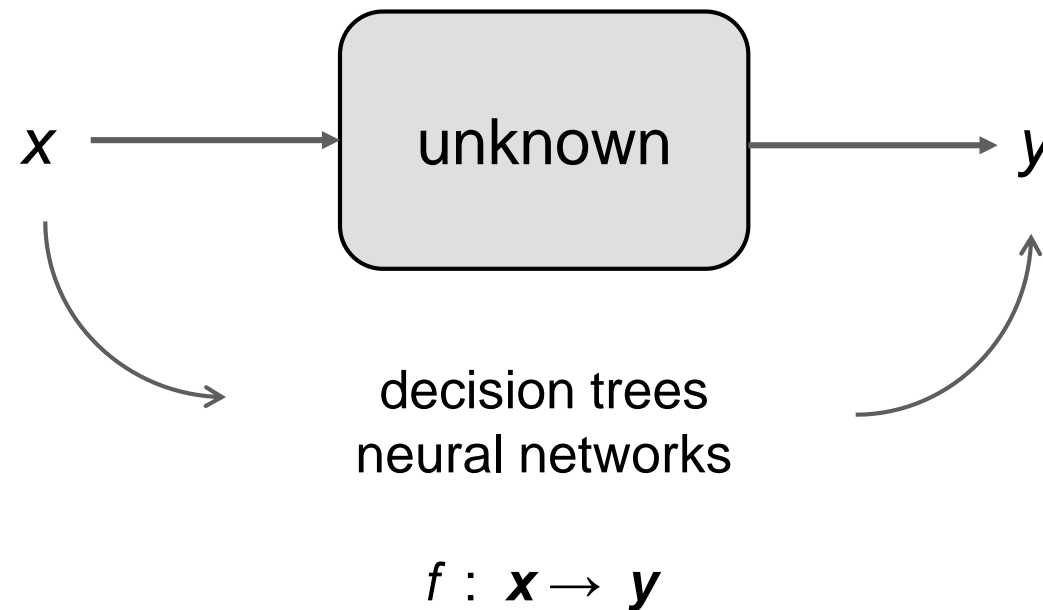 x unknown y
decision trees
neural networks
f : x → y